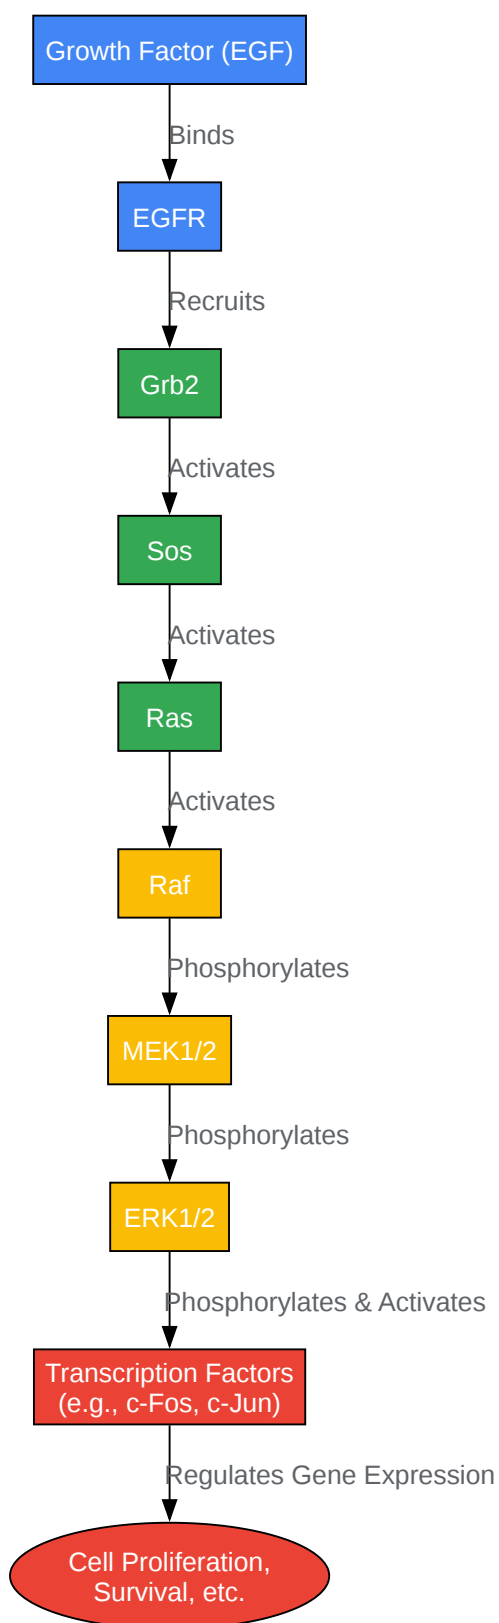 Growth Factor (EGF)
Binds
EGFR
Recruits
Grb2
Activates
Sos
Activates
Ras
Activates
Raf
Phosphorylates
MEK1/2
Phosphorylates
ERK1/2
Phosphorylates & Activates
Transcription Factors
(e.g., c-Fos, c-Jun)
Regulates Gene Expression
Cell Proliferation,
Survival, etc.